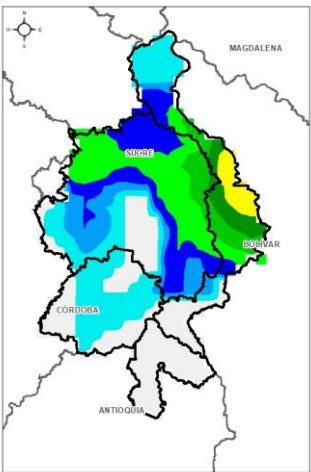 N
W E
S
MAGDALENA
SUCRE
BOLIVAR
CÓRDOBA
ANTIOQUIA